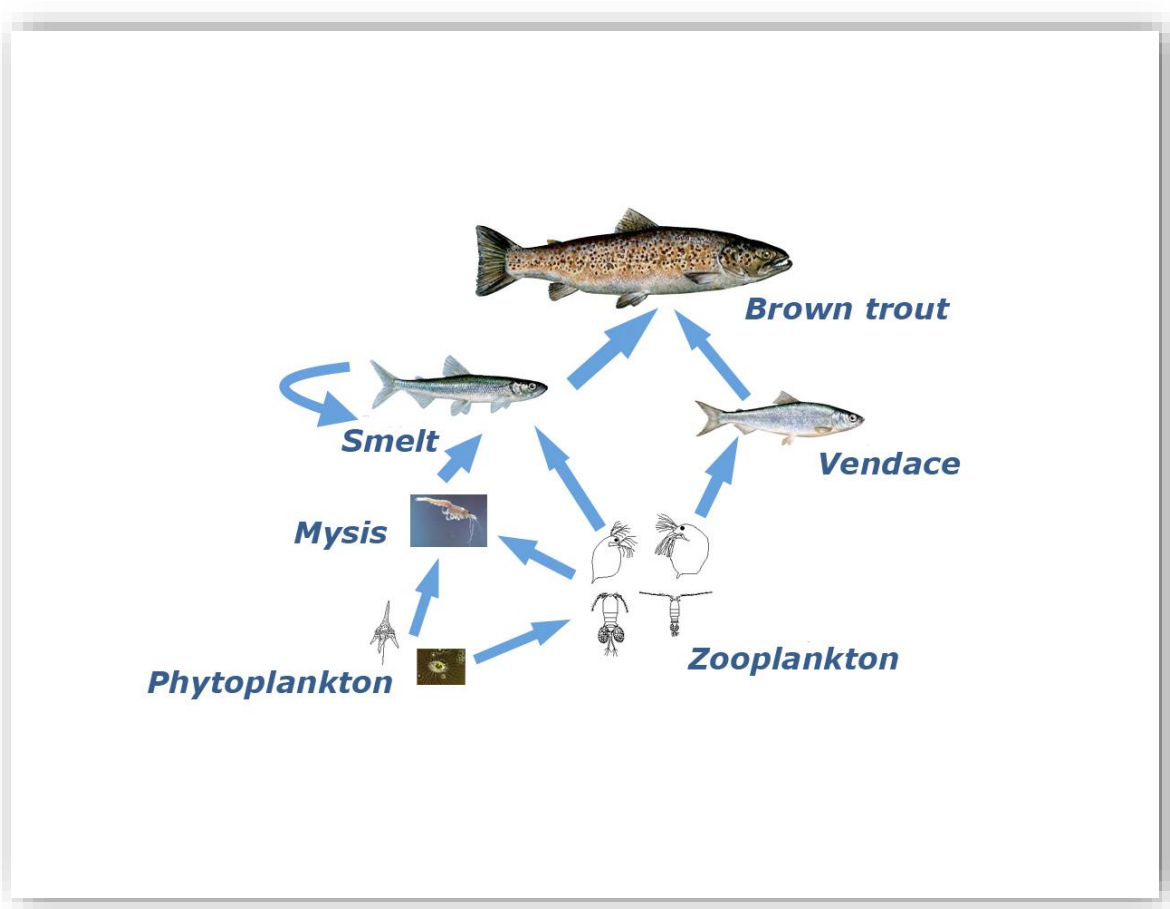 Brown trout
Smelt
Vendace
Mysis
Zooplankton
Phytoplankton